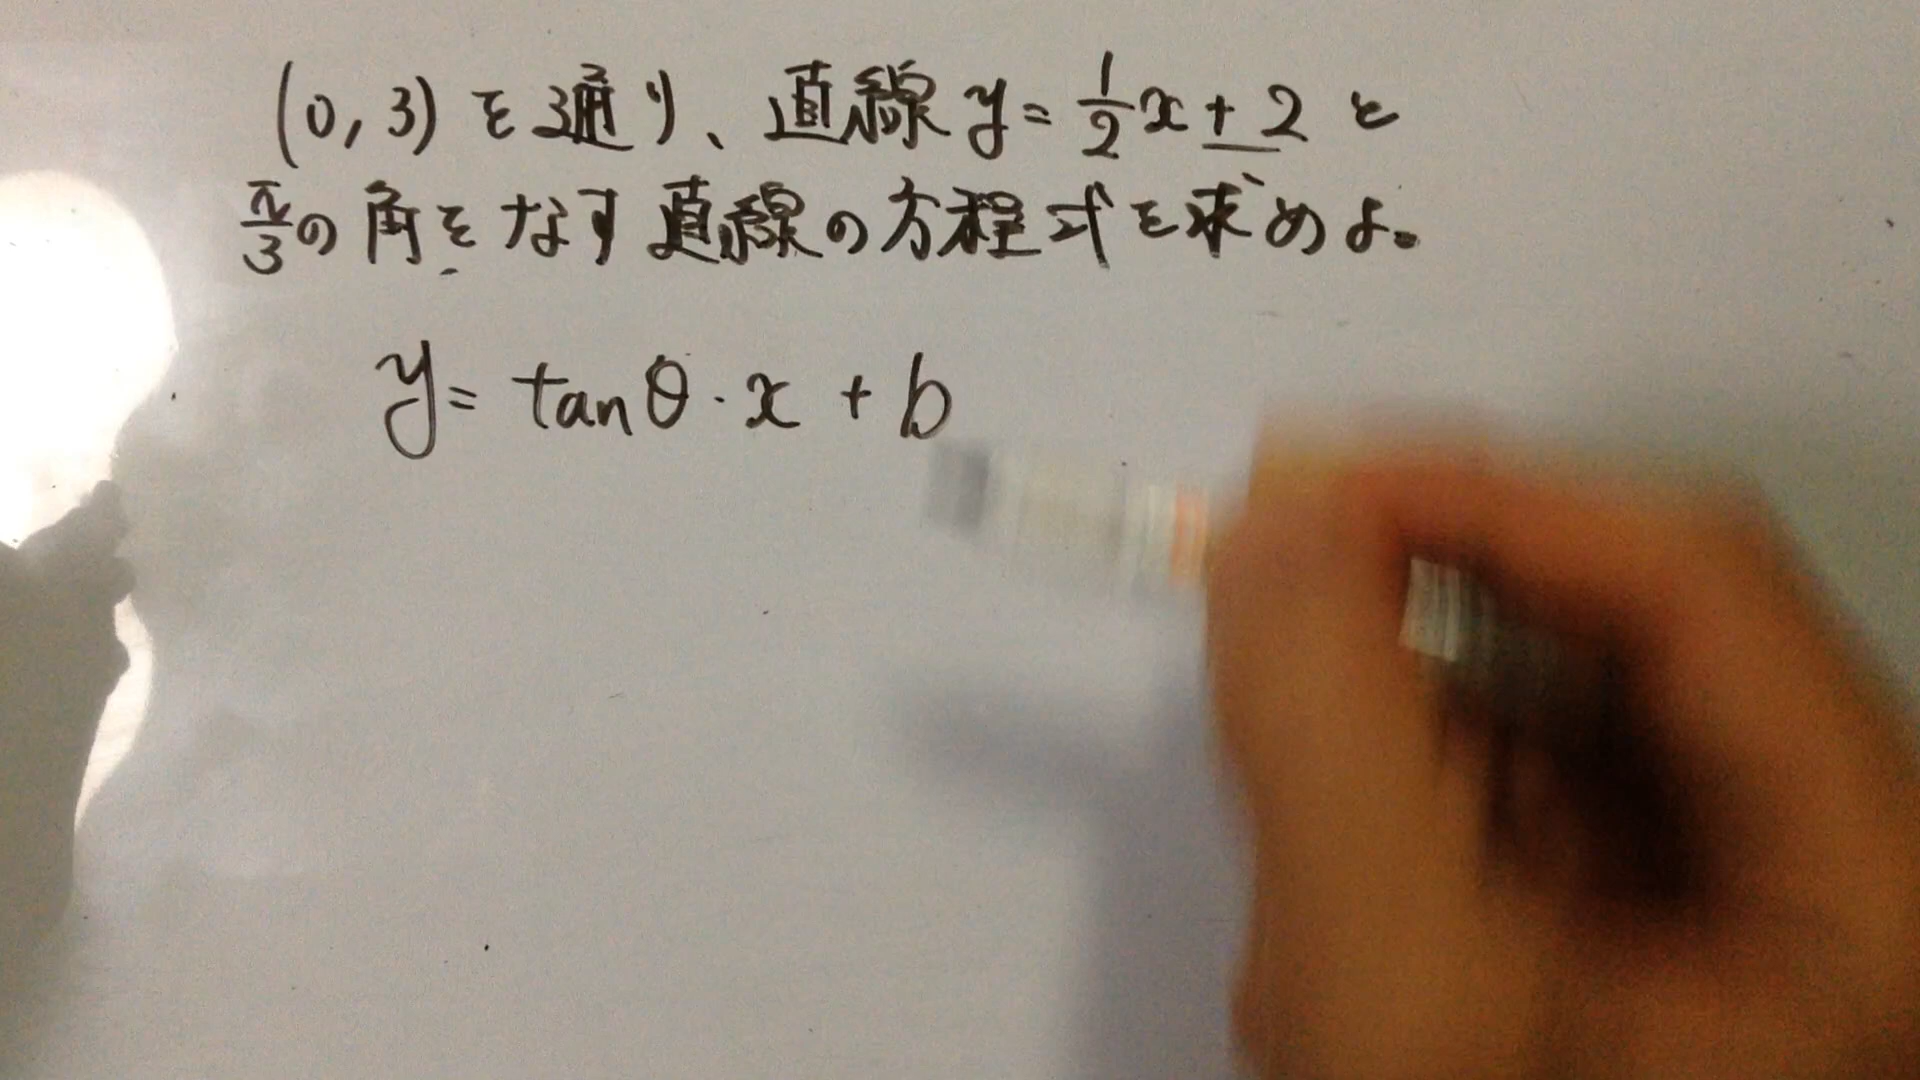 (0, 3) を通り、直線 y = 1/2 x + 2 と
π/3 の角をなす直線の方程式を求めよ。
y = tanθ · x + b